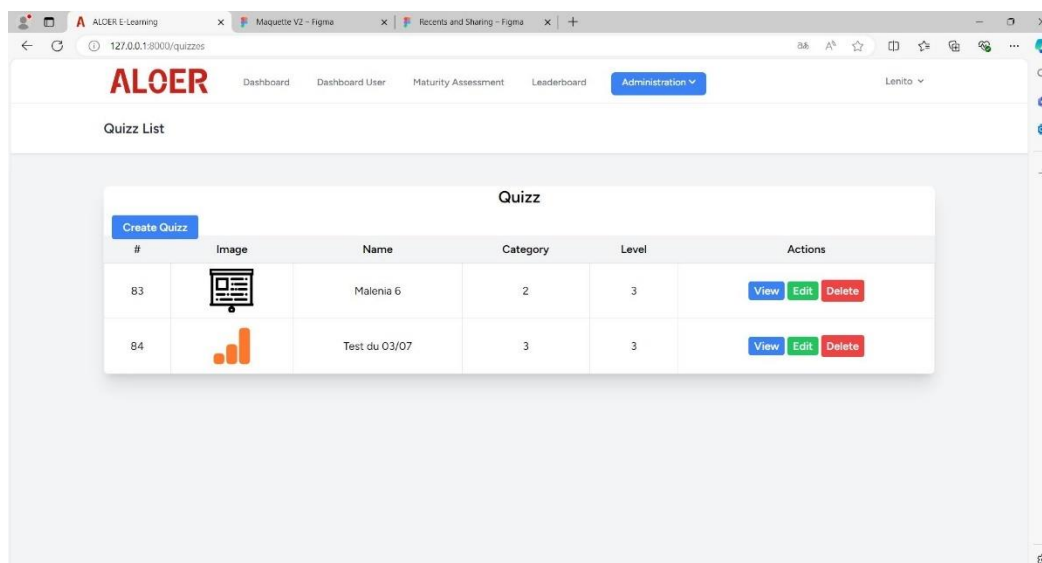 ALOER E-Learning Maquette V2 – Figma Recents and Sharing – Figma
127.0.0.1:8000/quizzes
ALOER Dashboard Dashboard User Maturity Assessment Leaderboard Administration Lenito
Quizz List
Quizz
Create Quizz
# Image Name Category Level Actions
83 Malenia 6 2 3 View Edit Delete
84 Test du 03/07 3 3 View Edit Delete